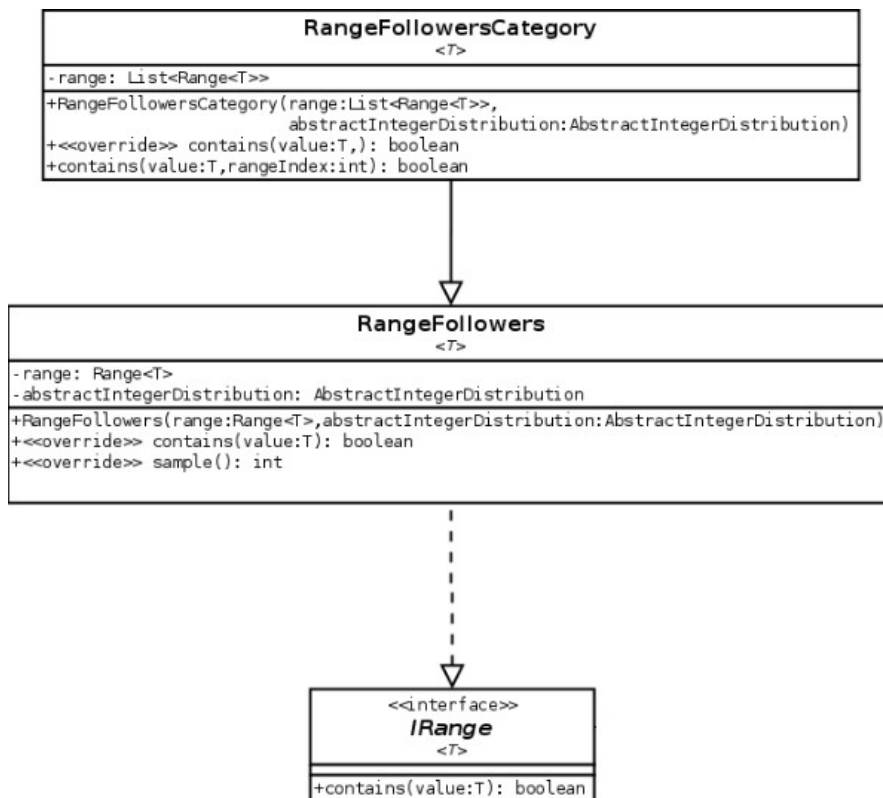 RangeFollowersCategory
<T>
-range: List<Range<T>>
+RangeFollowersCategory(range:List<Range<T>>,
abstractIntegerDistribution:AbstractIntegerDistribution)
+<<override>> contains(value:T,): boolean
+contains(value:T,rangeIndex:int): boolean
RangeFollowers
<T>
-range: Range<T>
-abstractIntegerDistribution: AbstractIntegerDistribution
+RangeFollowers(range:Range<T>,abstractIntegerDistribution:AbstractIntegerDistribution)
+<<override>> contains(value:T): boolean
+<<override>> sample(): int
<<interface>>
IRange
<T>
+contains(value:T): boolean